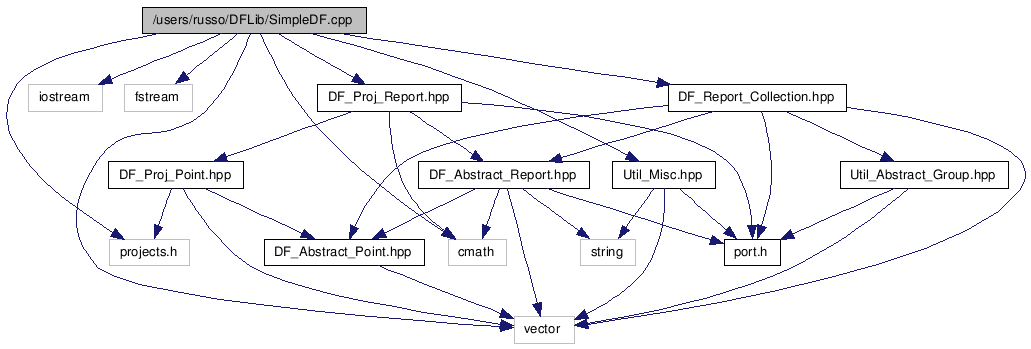 /users/russo/DFLib/SimpleDF.cpp
iostream
fstream
DF_Proj_Report.hpp
DF_Report_Collection.hpp
DF_Proj_Point.hpp
DF_Abstract_Report.hpp
Util_Misc.hpp
Util_Abstract_Group.hpp
projects.h
DF_Abstract_Point.hpp
cmath
string
port.h
vector